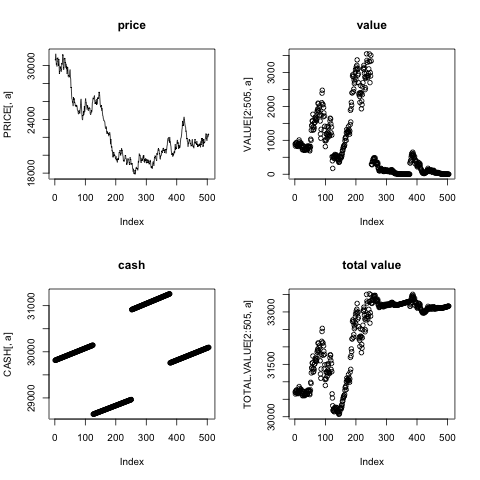 price
PRICE[, a]
18000 24000 30000
0 100 200 300 400 500
Index
value
VALUE[2:505, a]
0 1000 2000 3000
0 100 200 300 400 500
Index
cash
CASH[, a]
29000 30000 31000
0 100 200 300 400 500
Index
total value
TOTAL.VALUE[2:505, a]
30000 31500 33000
0 100 200 300 400 500
Index